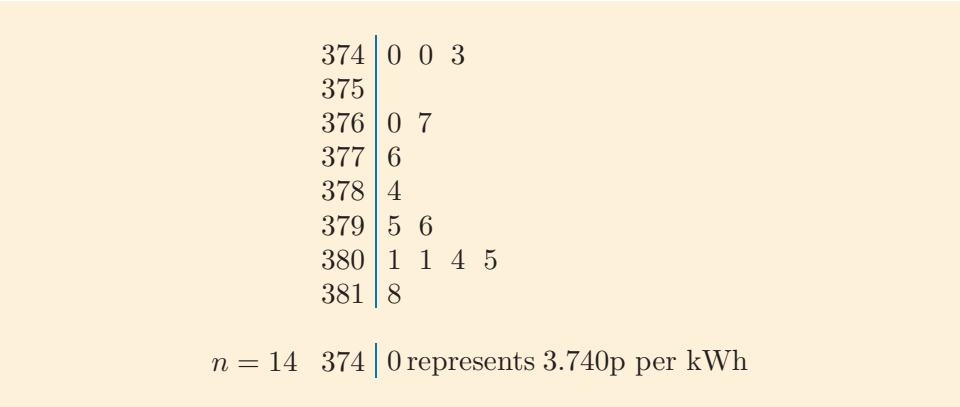 374 | 0 0 3
375 |
376 | 0 7
377 | 6
378 | 4
379 | 5 6
380 | 1 1 4 5
381 | 8
n = 14 374 | 0 represents 3.740p per kWh